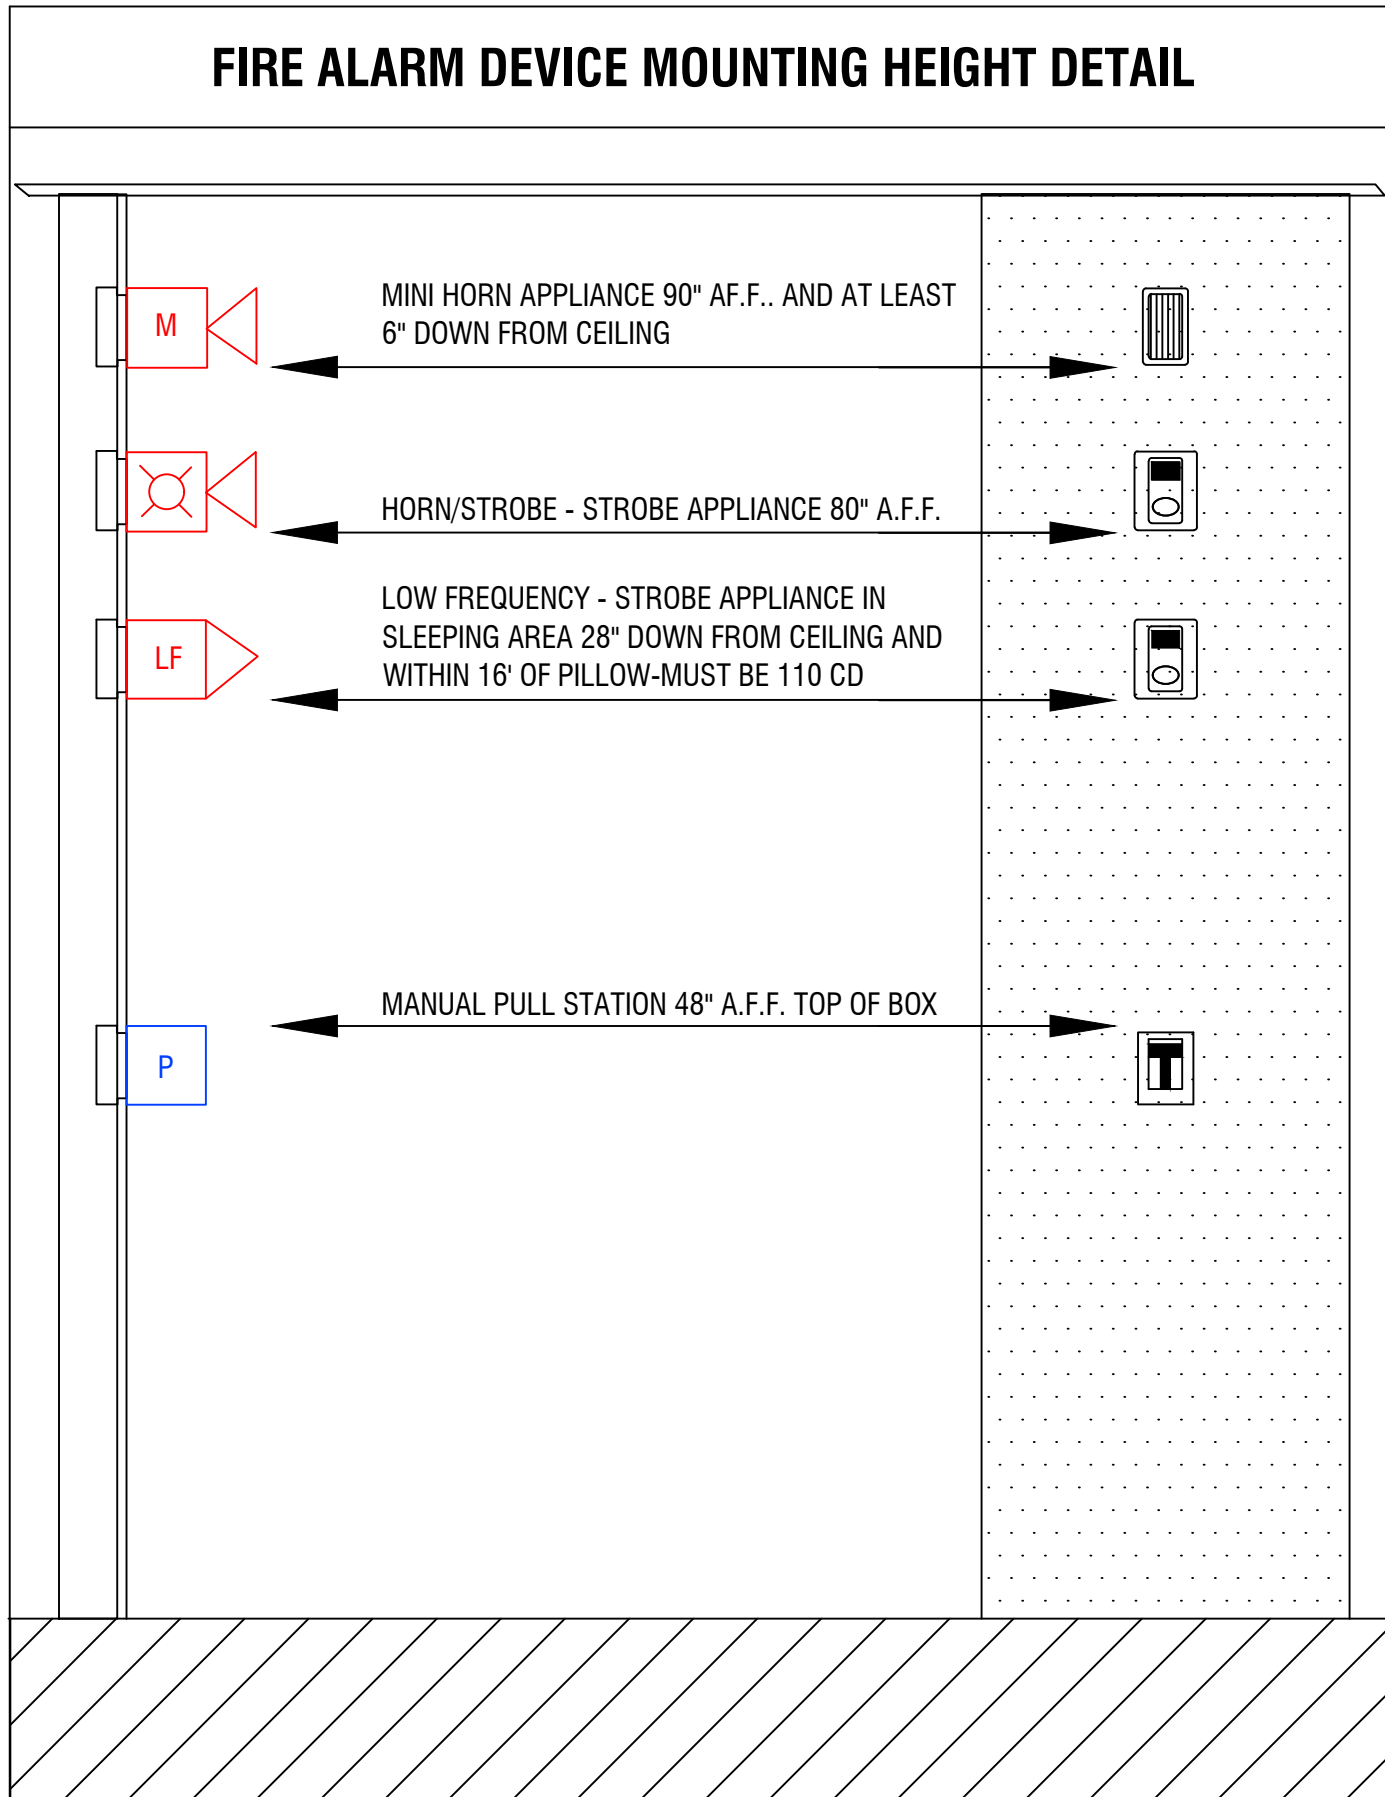 FIRE ALARM DEVICE MOUNTING HEIGHT DETAIL
M
MINI HORN APPLIANCE 90" AF.F.. AND AT LEAST
6" DOWN FROM CEILING
HORN/STROBE - STROBE APPLIANCE 80" A.F.F.
LF
LOW FREQUENCY - STROBE APPLIANCE IN
SLEEPING AREA 28" DOWN FROM CEILING AND
WITHIN 16' OF PILLOW-MUST BE 110 CD
MANUAL PULL STATION 48" A.F.F. TOP OF BOX
P